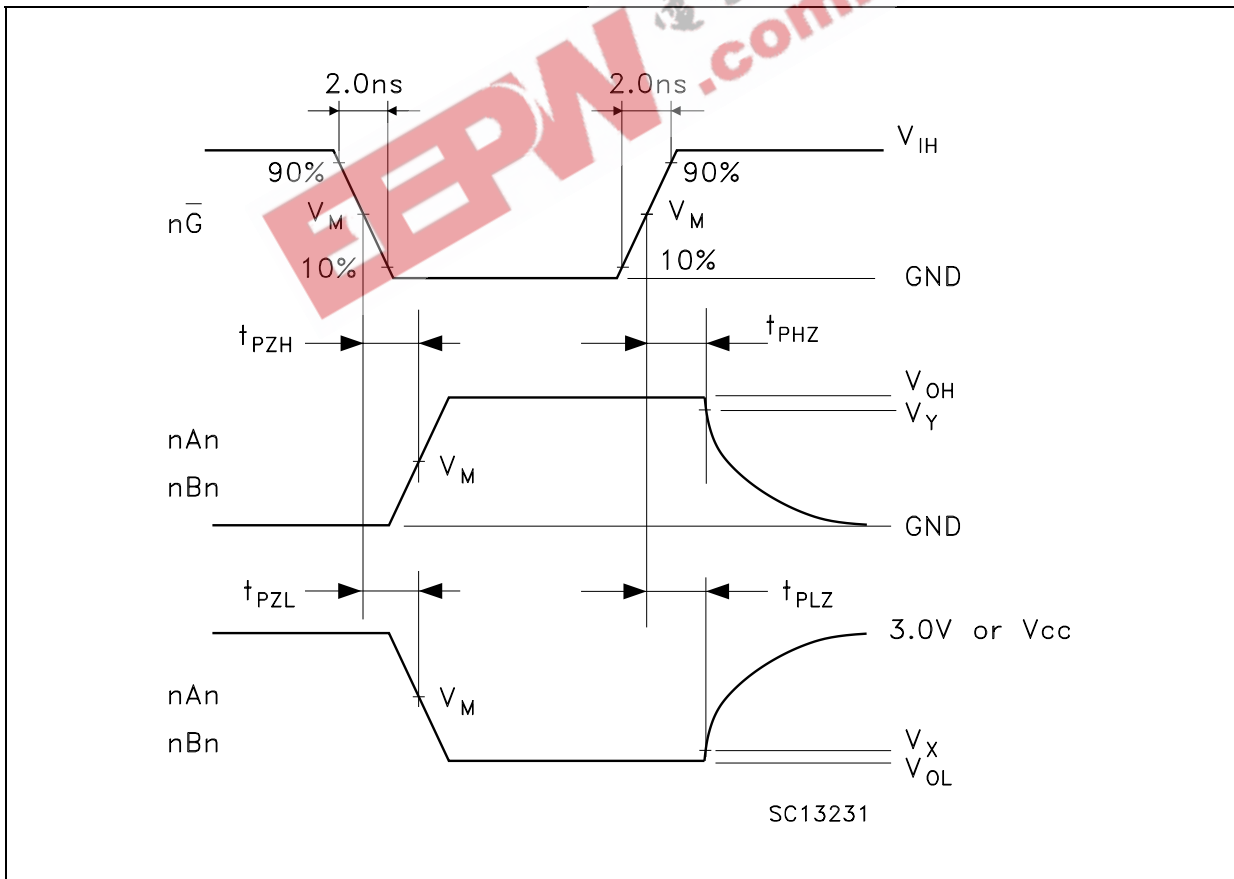 EEPW .com
2.0ns 2.0ns
V_IH
90% 90%
nG̅ V_M V_M
10% 10%
GND
t_PZH t_PHZ
V_OH
V_Y
nAn
V_M
nBn
GND
t_PZL t_PLZ
3.0V or Vcc
nAn
V_M
nBn
V_X
V_OL
SC13231